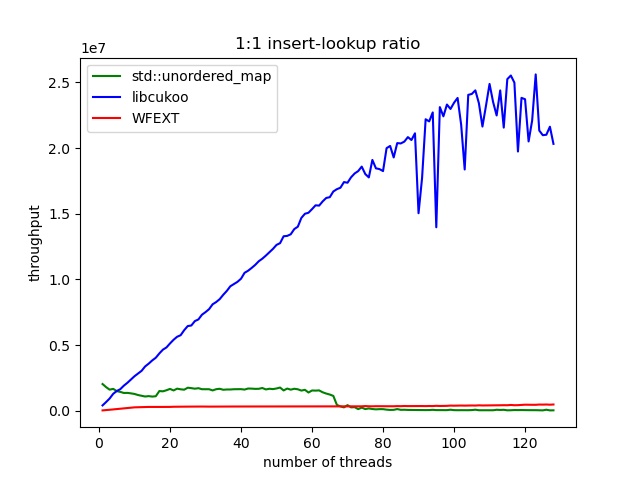 1:1 insert-lookup ratio
1e7
std::unordered_map
libcukoo
WFEXT
2.5
2.0
1.5
1.0
0.5
0.0
throughput
0 20 40 60 80 100 120
number of threads